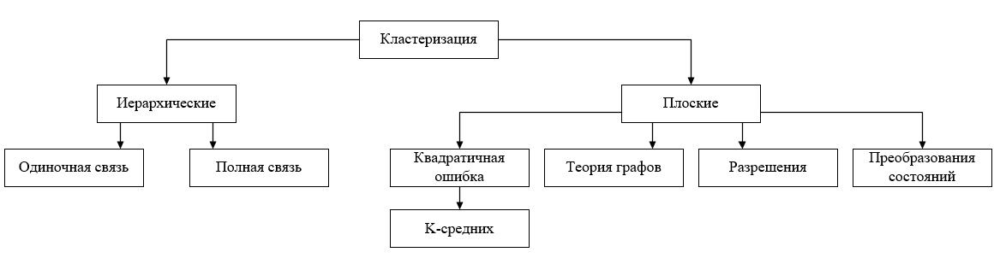 Кластеризация
Иерархические
Плоские
Одиночная связь
Полная связь
Квадратичная
ошибка
Теория графов
Разрешения
Преобразования
состояний
K-средних